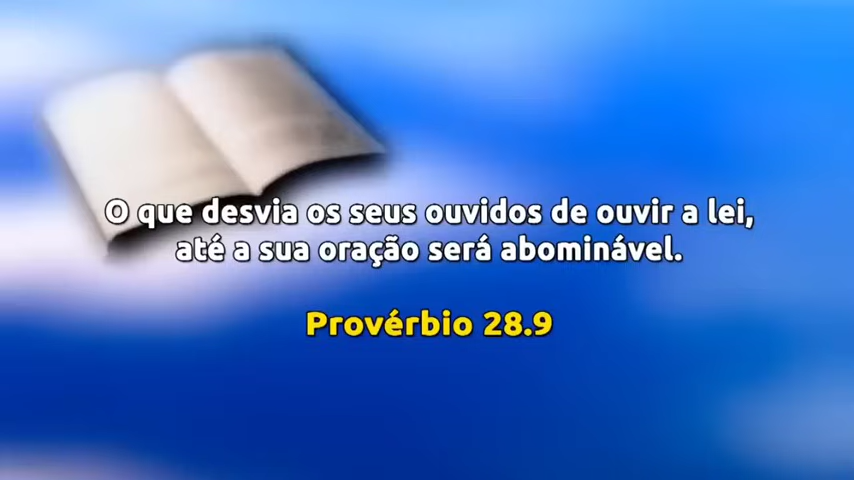 O que desvia os seus ouvidos de ouvir a lei,
até a sua oração será abominável.
Provérbio 28.9